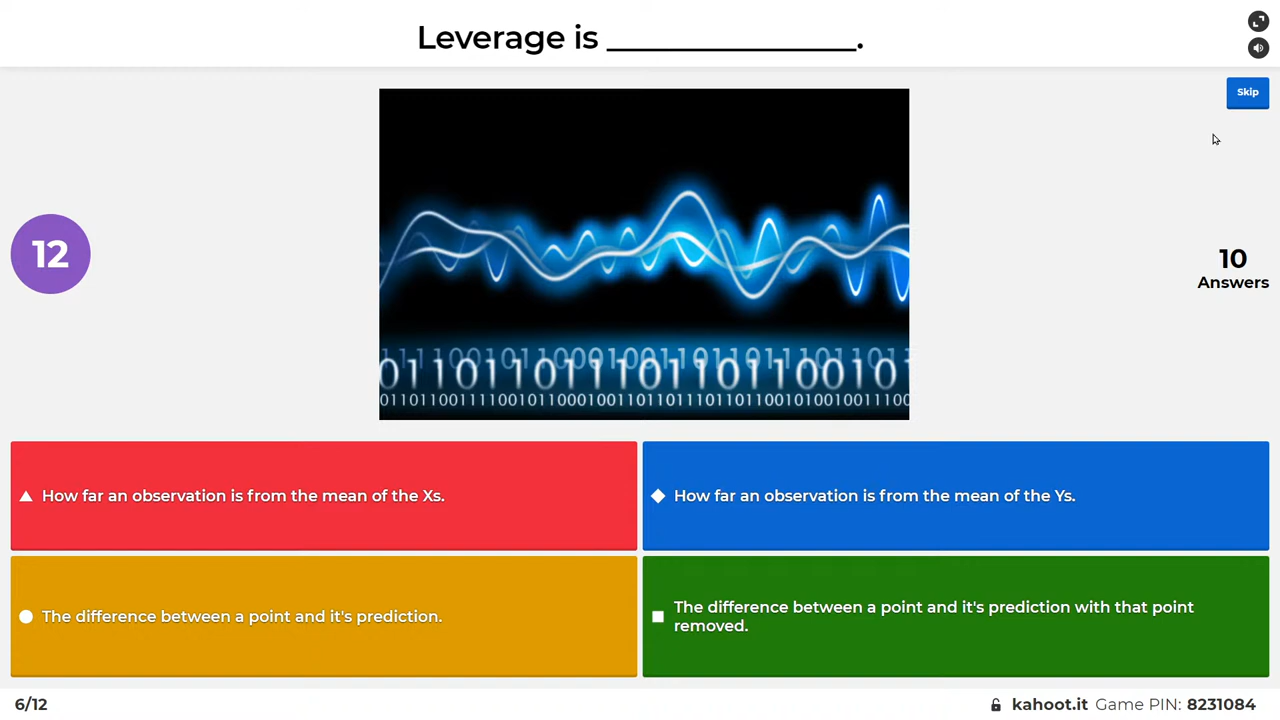 Leverage is ______________.
Skip
12
10
Answers
How far an observation is from the mean of the Xs.
How far an observation is from the mean of the Ys.
The difference between a point and it's prediction.
The difference between a point and it's prediction with that point
removed.
6/12
kahoot.it Game PIN: 8231084